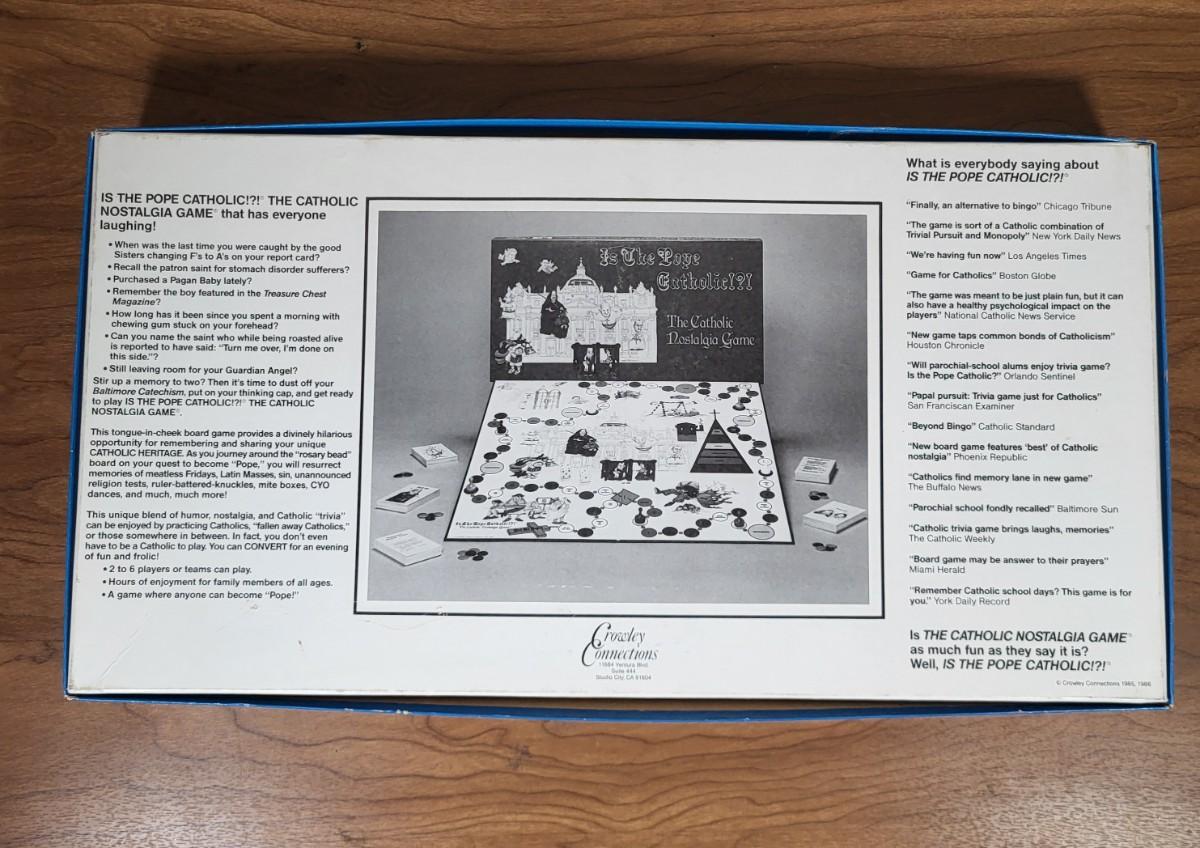 IS THE POPE CATHOLIC!?!© THE CATHOLIC
NOSTALGIA GAME© that has everyone
laughing!
• When was the last time you were caught by the good
Sisters changing F's to A's on your report card?
• Recall the patron saint for stomach disorder sufferers?
• Purchased a Pagan Baby lately?
• Remember the boy featured in the Treasure Chest
Magazine?
• How long has it been since you spent a morning with
chewing gum stuck on your forehead?
• Can you name the saint who while being roasted alive
is reported to have said: "Turn me over, I'm done on
this side."?
• Still leaving room for your Guardian Angel?
Stir up a memory to two? Then it's time to dust off your
Baltimore Catechism, put on your thinking cap, and get ready
to play IS THE POPE CATHOLIC!?!© THE CATHOLIC
NOSTALGIA GAME©.
This tongue-in-cheek board game provides a divinely hilarious
opportunity for remembering and sharing your unique
CATHOLIC HERITAGE. As you journey around the "rosary bead"
board on your quest to become "Pope," you will resurrect
memories of meatless Fridays, Latin Masses, sin, unannounced
religion tests, ruler-battered-knuckles, mite boxes, CYO
dances, and much, much more!
This unique blend of humor, nostalgia, and Catholic "trivia"
can be enjoyed by practicing Catholics, "fallen away Catholics,"
or those somewhere in between. In fact, you don't even
have to be a Catholic to play. You can CONVERT for an evening
of fun and frolic!
• 2 to 6 players or teams can play.
• Hours of enjoyment for family members of all ages.
• A game where anyone can become "Pope!"
Is The Pope
Catholic!?!
The Catholic
Nostalgia Game
Crowley
Connections
11684 Ventura Blvd.
Suite 444
Studio City, CA 91604
What is everybody saying about
IS THE POPE CATHOLIC!?!©
"Finally, an alternative to bingo" Chicago Tribune
"The game is sort of a Catholic combination of
Trivial Pursuit and Monopoly" New York Daily News
"We're having fun now" Los Angeles Times
"Game for Catholics" Boston Globe
"The game was meant to be just plain fun, but it can
also have a healthy psychological impact on the
players" National Catholic News Service
"New game taps common bonds of Catholicism"
Houston Chronicle
"Will parochial-school alums enjoy trivia game?
Is the Pope Catholic?" Orlando Sentinel
"Papal pursuit: Trivia game just for Catholics"
San Franciscan Examiner
"Beyond Bingo" Catholic Standard
"New board game features 'best' of Catholic
nostalgia" Phoenix Republic
"Catholics find memory lane in new game"
The Buffalo News
"Parochial school fondly recalled" Baltimore Sun
"Catholic trivia game brings laughs, memories"
The Catholic Weekly
"Board game may be answer to their prayers"
Miami Herald
"Remember Catholic school days? This game is for
you." York Daily Record
Is THE CATHOLIC NOSTALGIA GAME©
as much fun as they say it is?
Well, IS THE POPE CATHOLIC!?!©
© Crowley Connections 1985, 1986